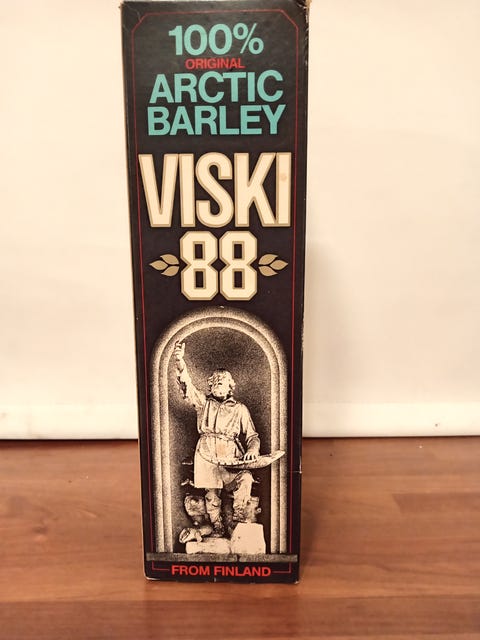 100%
ORIGINAL
ARCTIC
BARLEY
VISKI
88
FROM FINLAND